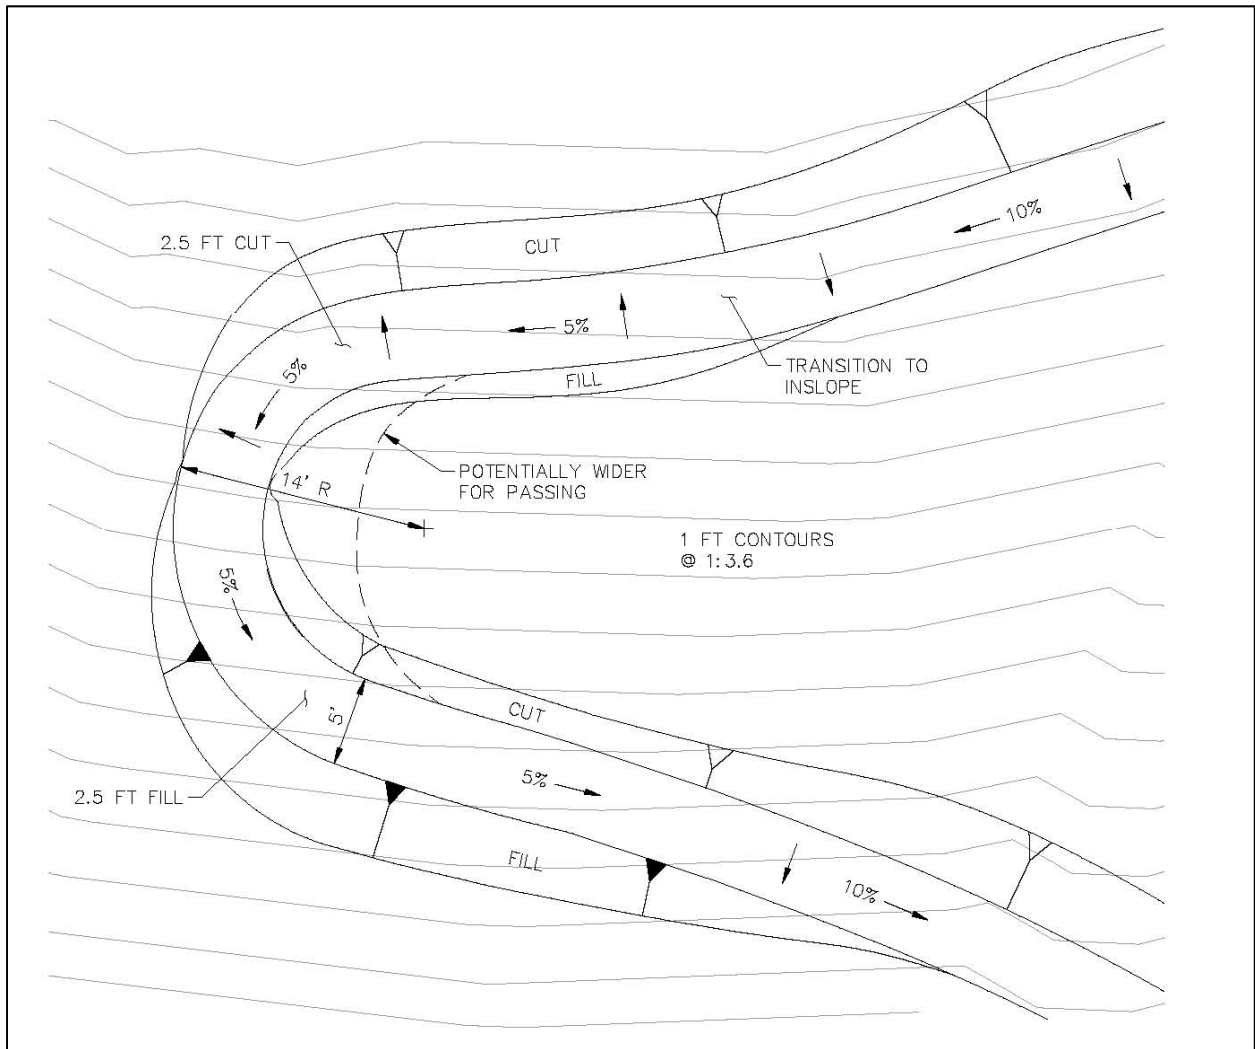 10%
2.5 FT CUT
CUT
5%
TRANSITION TO
INSLOPE
5%
FILL
POTENTIALLY WIDER
FOR PASSING
14' R
1 FT CONTOURS
@ 1:3.6
5%
CUT
5'
5%
2.5 FT FILL
FILL
10%